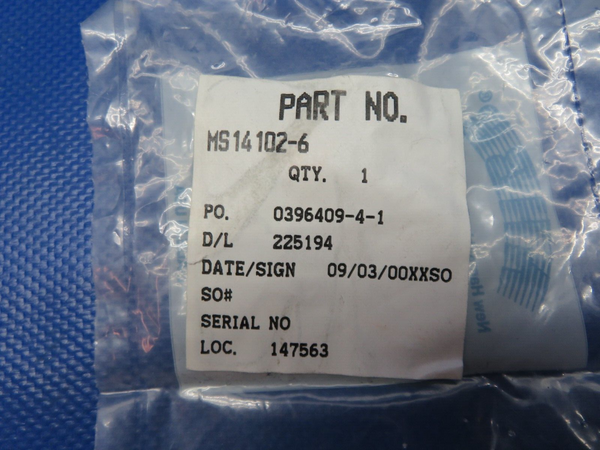 PART NO.
MS14102-6
QTY. 1
PO. 0396409-4-1
D/L 225194
DATE/SIGN 09/03/00XXSO
SO#
SERIAL NO
LOC. 147563
New